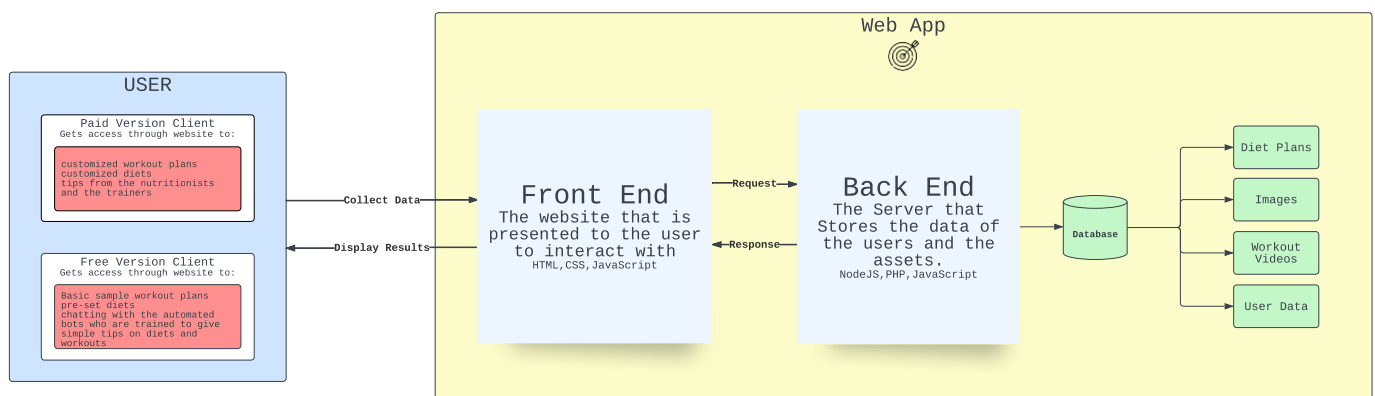 Web App
USER
Paid Version Client
Gets access through website to:
customized workout plans
customized diets
tips from the nutritionists
and the trainers
Free Version Client
Gets access through website to:
Basic sample workout plans
pre-set diets
chatting with the automated
bots who are trained to give
simple tips on diets and
workouts
Collect Data
Display Results
Front End
The website that is
presented to the user
to interact with
HTML,CSS,JavaScript
Request
Response
Back End
The Server that
Stores the data of
the users and the
assets.
NodeJS,PHP,JavaScript
Database
Diet Plans
Images
Workout
Videos
User Data